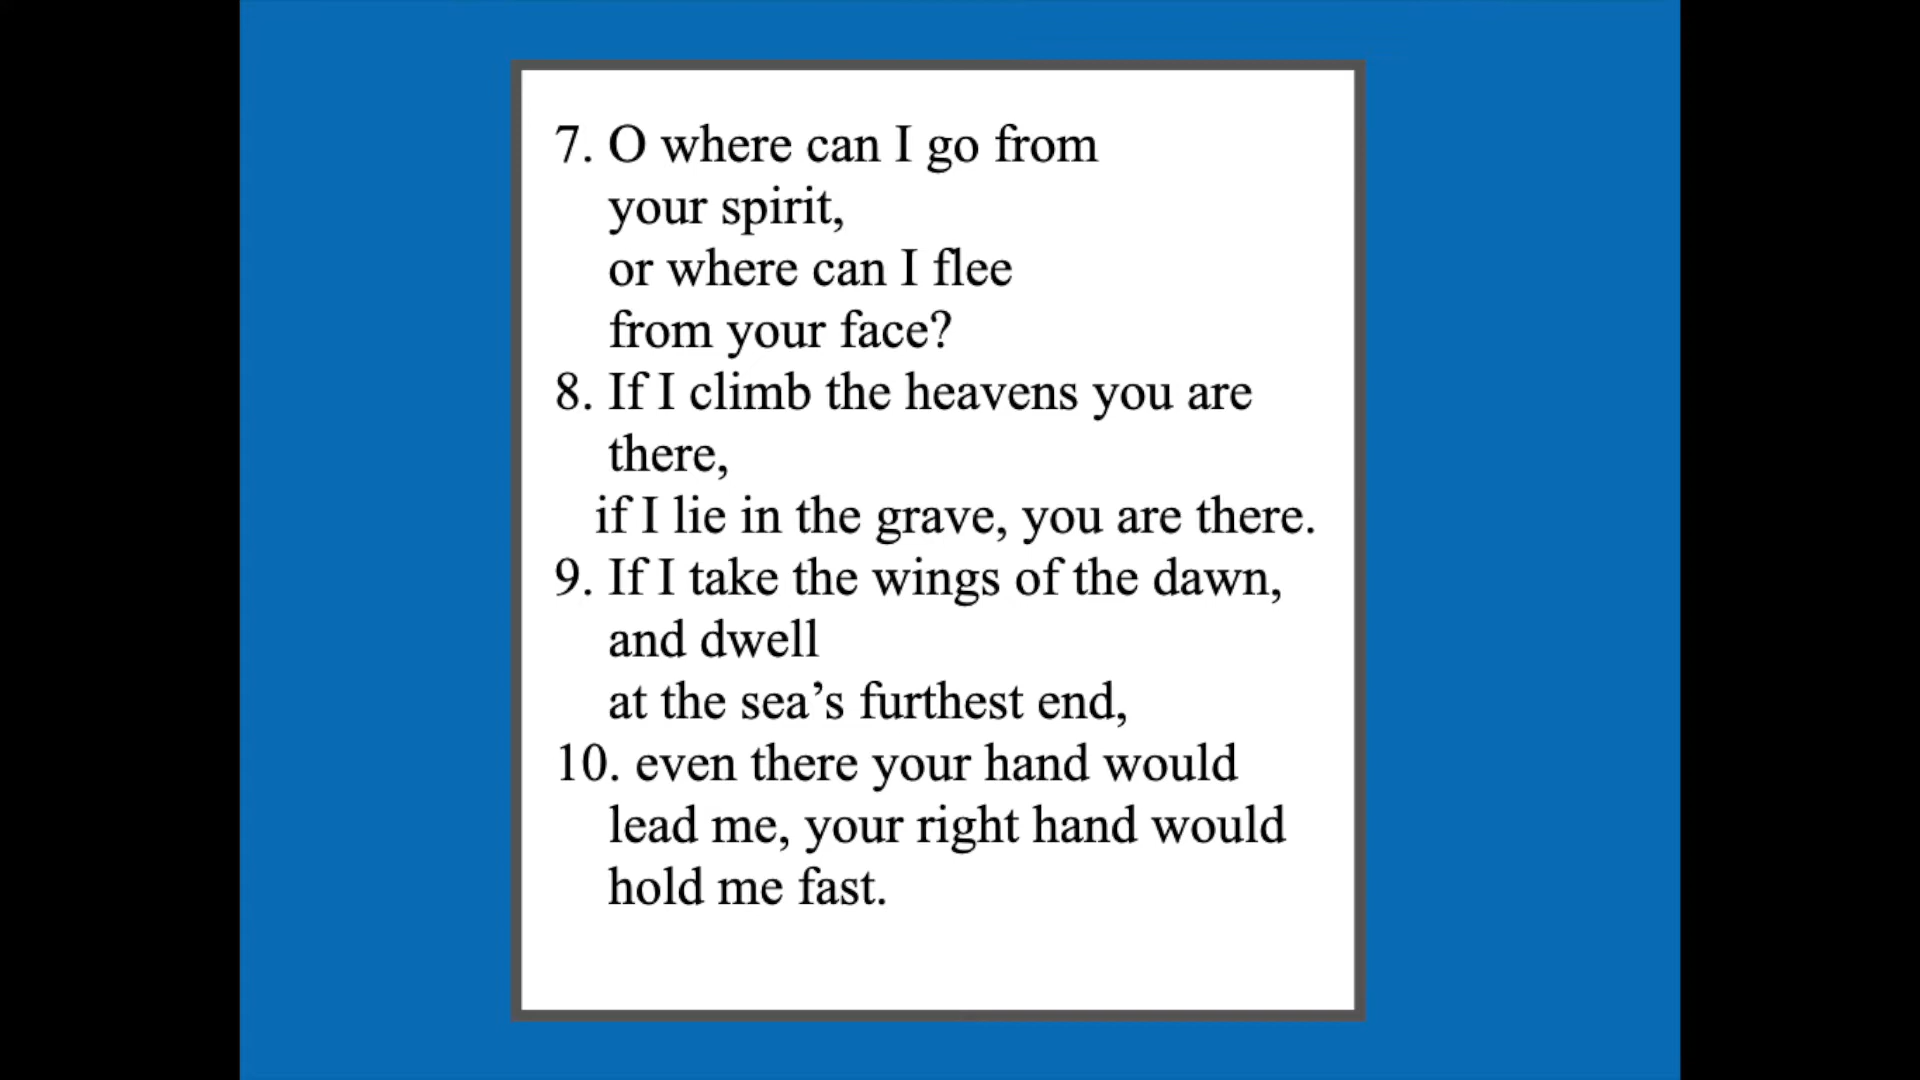 7. O where can I go from
your spirit,
or where can I flee
from your face?
8. If I climb the heavens you are
there,
if I lie in the grave, you are there.
9. If I take the wings of the dawn,
and dwell
at the sea’s furthest end,
10. even there your hand would
lead me, your right hand would
hold me fast.